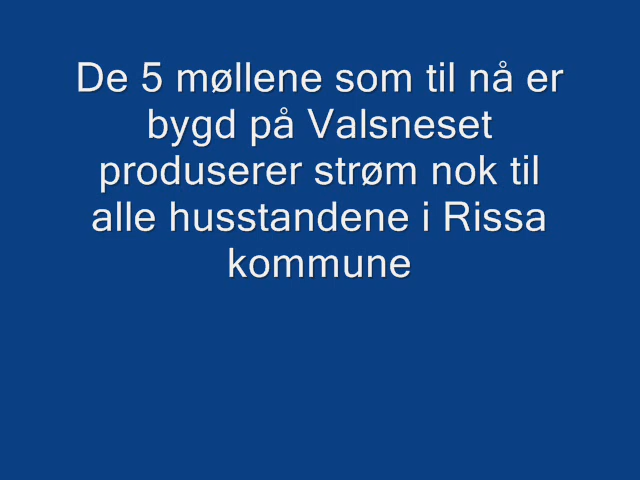 De 5 møllene som til nå er
bygd på Valsneset
produserer strøm nok til
alle husstandene i Rissa
kommune